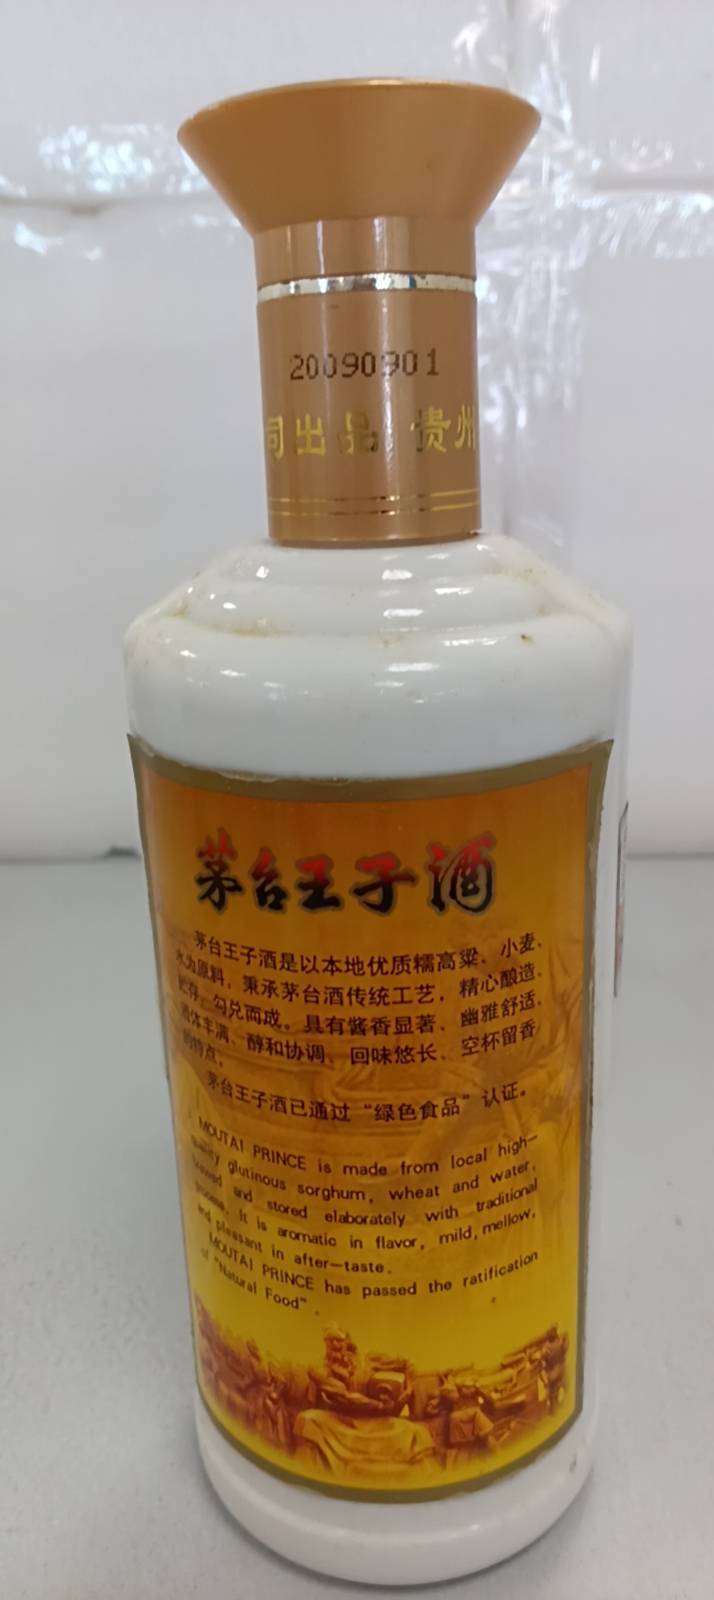 20090901
司出品 贵州
茅台王子酒
茅台王子酒是以本地优质糯高粱、小麦、
水为原料，秉承茅台酒传统工艺，精心酿造、
贮存、勾兑而成。具有酱香显著、幽雅舒适、
酒体丰满、醇和协调、回味悠长、空杯留香
的特点。
茅台王子酒已通过“绿色食品”认证。
MOUTAI PRINCE is made from local high-
quality glutinous sorghum, wheat and water,
brewed and stored elaborately with traditional
process. It is aromatic in flavor, mild, mellow,
and pleasant in after-taste.
MOUTAI PRINCE has passed the ratification
of "Natural Food".